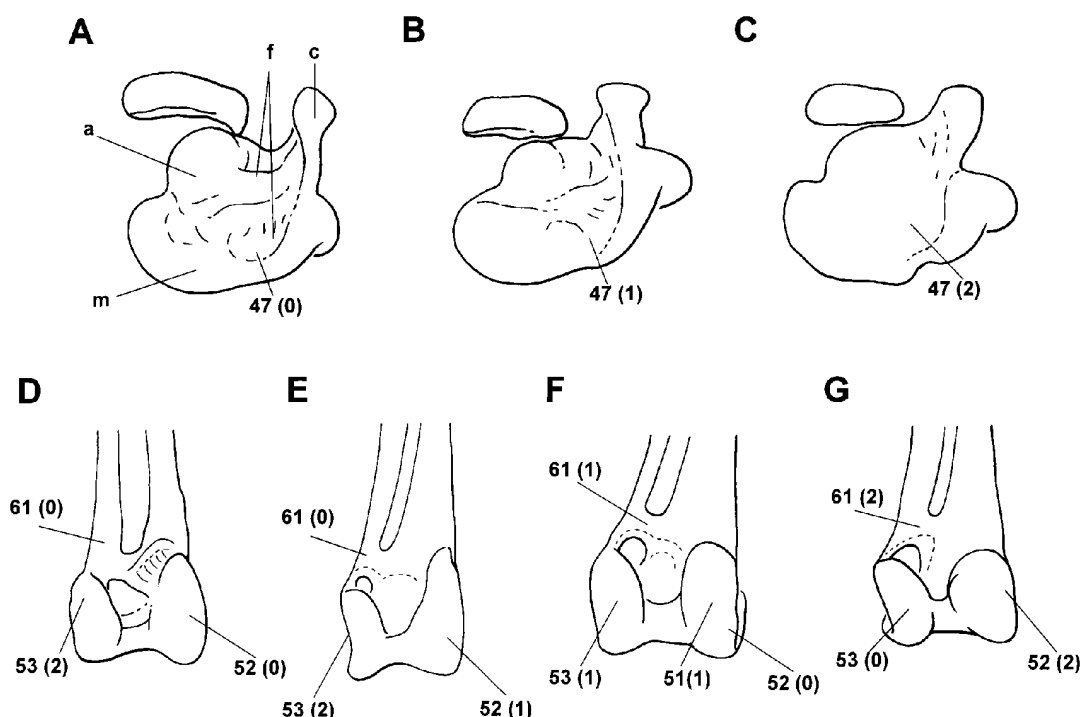 A
B
C
f
c
a
m
47 (0)
47 (1)
47 (2)
D
E
F
G
61 (0)
61 (0)
61 (1)
61 (2)
53 (2)
52 (0)
53 (2)
52 (1)
53 (1)
51(1)
52 (0)
53 (0)
52 (2)